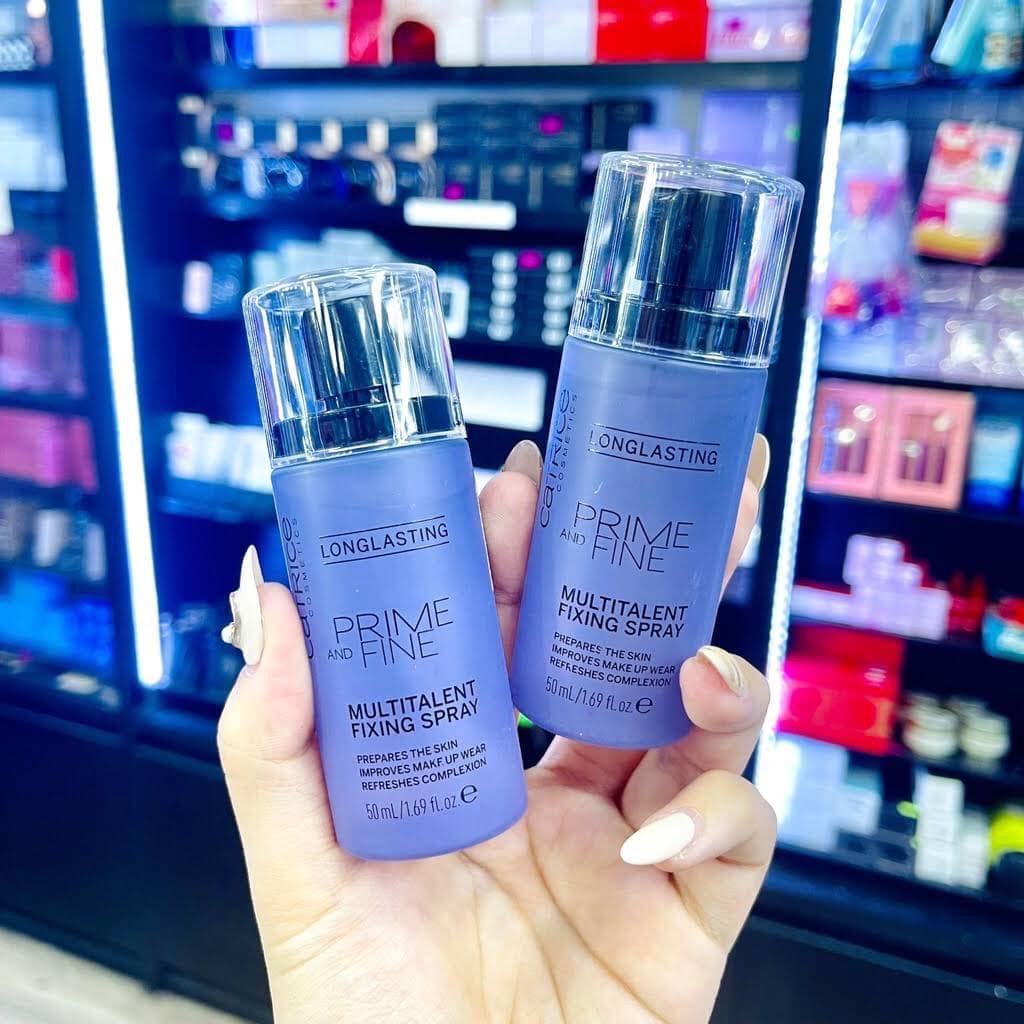 catrice
COSMETICS
LONGLASTING
PRIME
AND FINE
MULTITALENT
FIXING SPRAY
PREPARES THE SKIN
IMPROVES MAKE UP WEAR
REFRESHES COMPLEXION
50 mL/1.69 fl.oz.e
catrice
COSMETICS
LONGLASTING
PRIME
AND FINE
MULTITALENT
FIXING SPRAY
PREPARES THE SKIN
IMPROVES MAKE UP WEAR
REFRESHES COMPLEXION
50 mL/1.69 fl.oz.e